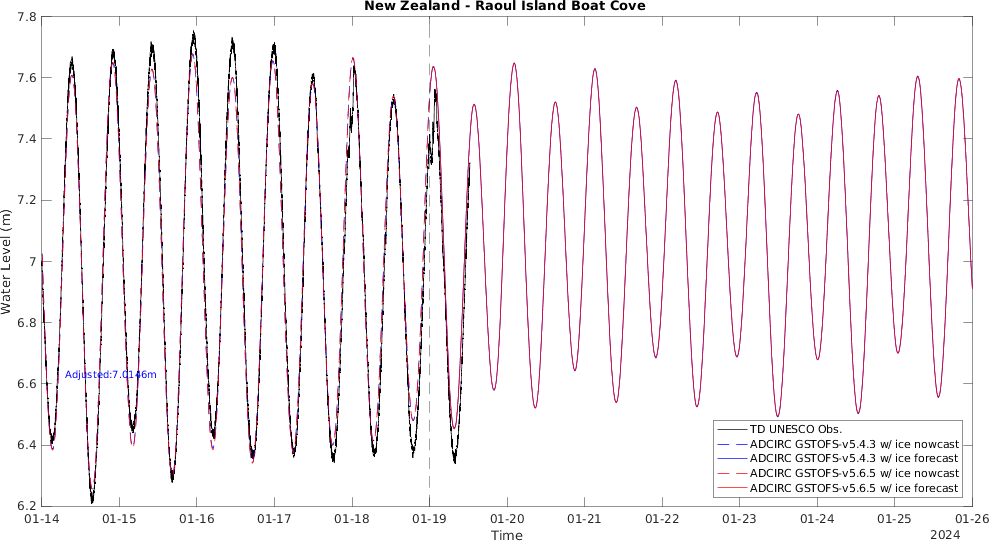 New Zealand - Raoul Island Boat Cove
7.8
7.6
7.4
7.2
7
6.8
6.6
6.4
6.2
Water Level (m)
Adjusted:7.0146m
TD UNESCO Obs.
ADCIRC GSTOFS-v5.4.3 w/ ice nowcast
ADCIRC GSTOFS-v5.4.3 w/ ice forecast
ADCIRC GSTOFS-v5.6.5 w/ ice nowcast
ADCIRC GSTOFS-v5.6.5 w/ ice forecast
01-14 01-15 01-16 01-17 01-18 01-19 01-20 01-21 01-22 01-23 01-24 01-25 01-26
Time
2024